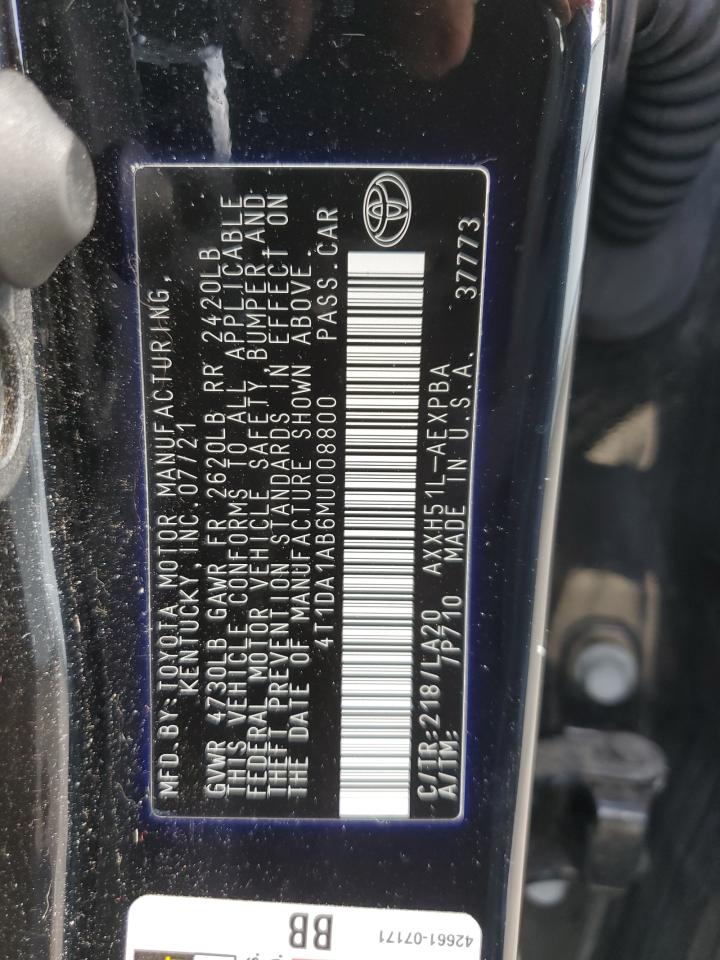 MFD. BY: TOYOTA MOTOR MANUFACTURING,
KENTUCKY, INC. 07/21
GVWR 4730LB GAWR FR 2620LB RR 2420LB
THIS VEHICLE CONFORMS TO ALL APPLICABLE
FEDERAL MOTOR VEHICLE SAFETY, BUMPER AND
THEFT PREVENTION STANDARDS IN EFFECT ON
THE DATE OF MANUFACTURE SHOWN ABOVE.
4T1DA1AB6MU008800 PASS. CAR
C/TR:218/LA20 AXXH51L-AEXPBA
A/TM: /P710 MADE IN U.S.A. 37773
42661-07171
BB